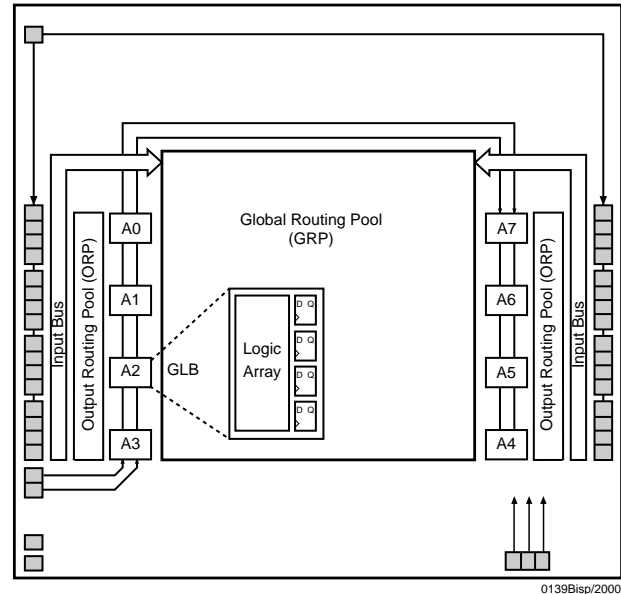 Global Routing Pool
(GRP)
A0
A1
A2
A3
A7
A6
A5
A4
Input Bus
Output Routing Pool (ORP)
Output Routing Pool (ORP)
Input Bus
GLB
Logic
Array
D Q
D Q
D Q
D Q
0139Bisp/2000